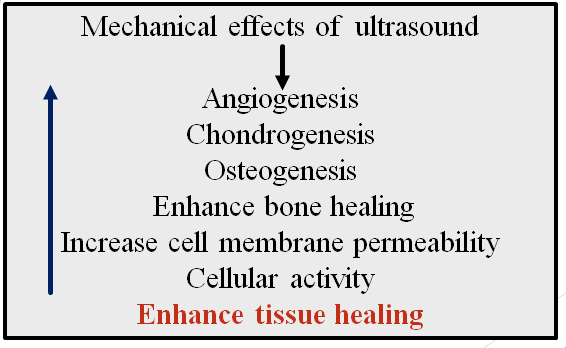 Mechanical effects of ultrasound
Angiogenesis
Chondrogenesis
Osteogenesis
Enhance bone healing
Increase cell membrane permeability
Cellular activity
Enhance tissue healing